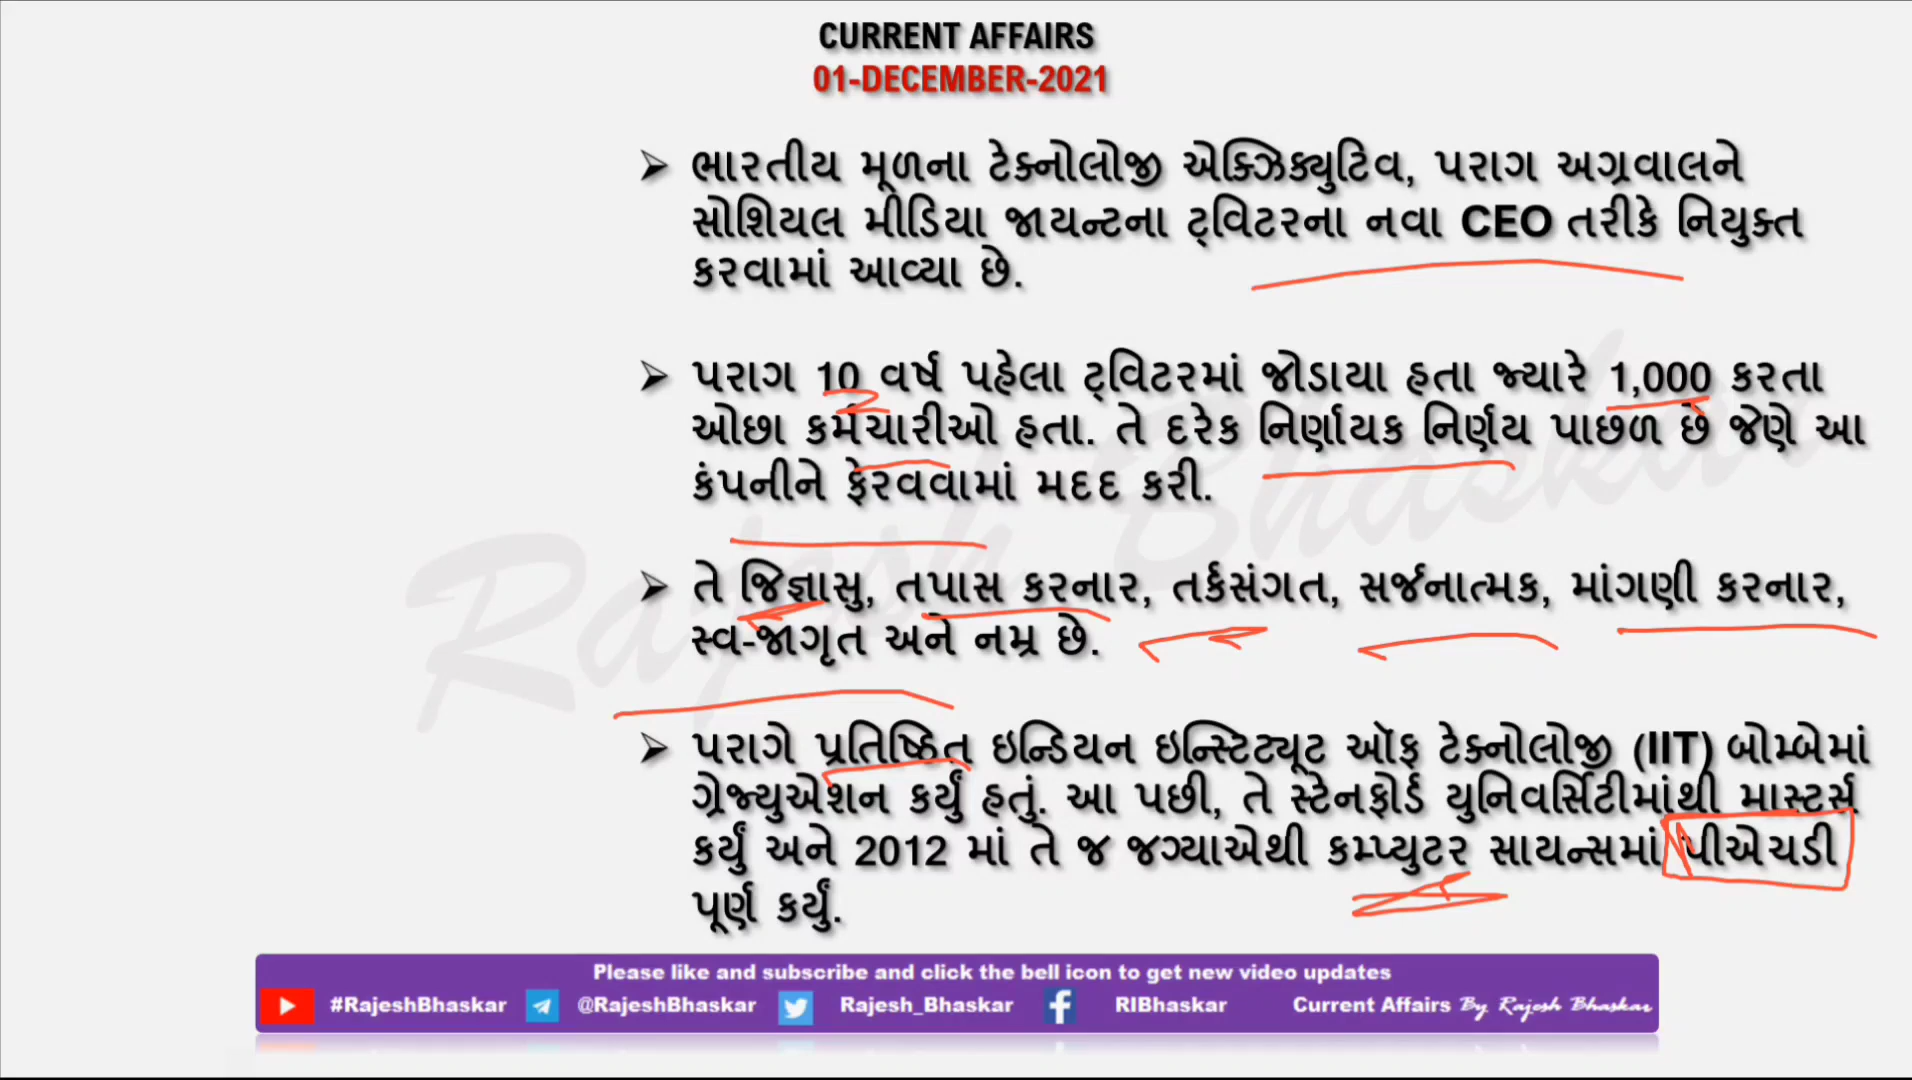 CURRENT AFFAIRS
01-DECEMBER-2021
➢ ભારતીય મૂળના ટેક્નોલોજી એક્ઝિક્યુટિવ, પરાગ અગ્રવાલને
સોશિયલ મીડિયા જાયન્ટના ટ્વિટરના નવા CEO તરીકે નિયુક્ત
કરવામાં આવ્યા છે.
➢ પરાગ 10 વર્ષ પહેલા ટ્વિટરમાં જોડાયા હતા જ્યારે 1,000 કરતા
ઓછા કર્મચારીઓ હતા. તે દરેક નિર્ણાયક નિર્ણય પાછળ છે જેણે આ
કંપનીને ફેરવવામાં મદદ કરી.
➢ તે જિજ્ઞાસુ, તપાસ કરનાર, તર્કસંગત, સર્જનાત્મક, માંગણી કરનાર,
સ્વ-જાગૃત અને નમ્ર છે.
➢ પરાગે પ્રતિષ્ઠિત ઇન્ડિયન ઇન્સ્ટિટ્યૂટ ઑફ ટેક્નોલોજી (IIT) બોમ્બેમાં
ગ્રેજ્યુએશન કર્યું હતું. આ પછી, તે સ્ટેનફોર્ડ યુનિવર્સિટીમાંથી માસ્ટર્સ
કર્યું અને 2012 માં તે જ જગ્યાએથી કમ્પ્યુટર સાયન્સમાં પીએચડી
પૂર્ણ કર્યું.
Rajesh Bhaskar
Please like and subscribe and click the bell icon to get new video updates
#RajeshBhaskar @RajeshBhaskar Rajesh_Bhaskar RIBhaskar Current Affairs By Rajesh Bhaskar